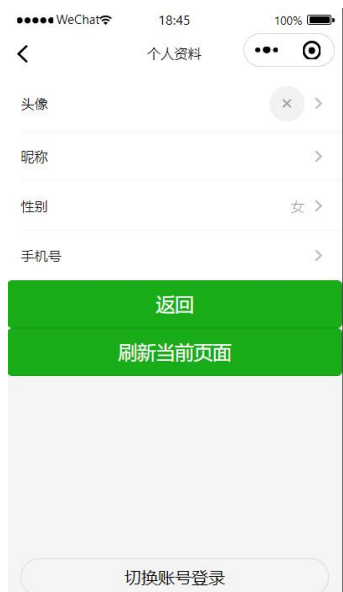 WeChat 18:45 100%
个人资料
头像
昵称
性别 女
手机号
返回
刷新当前页面
切换账号登录